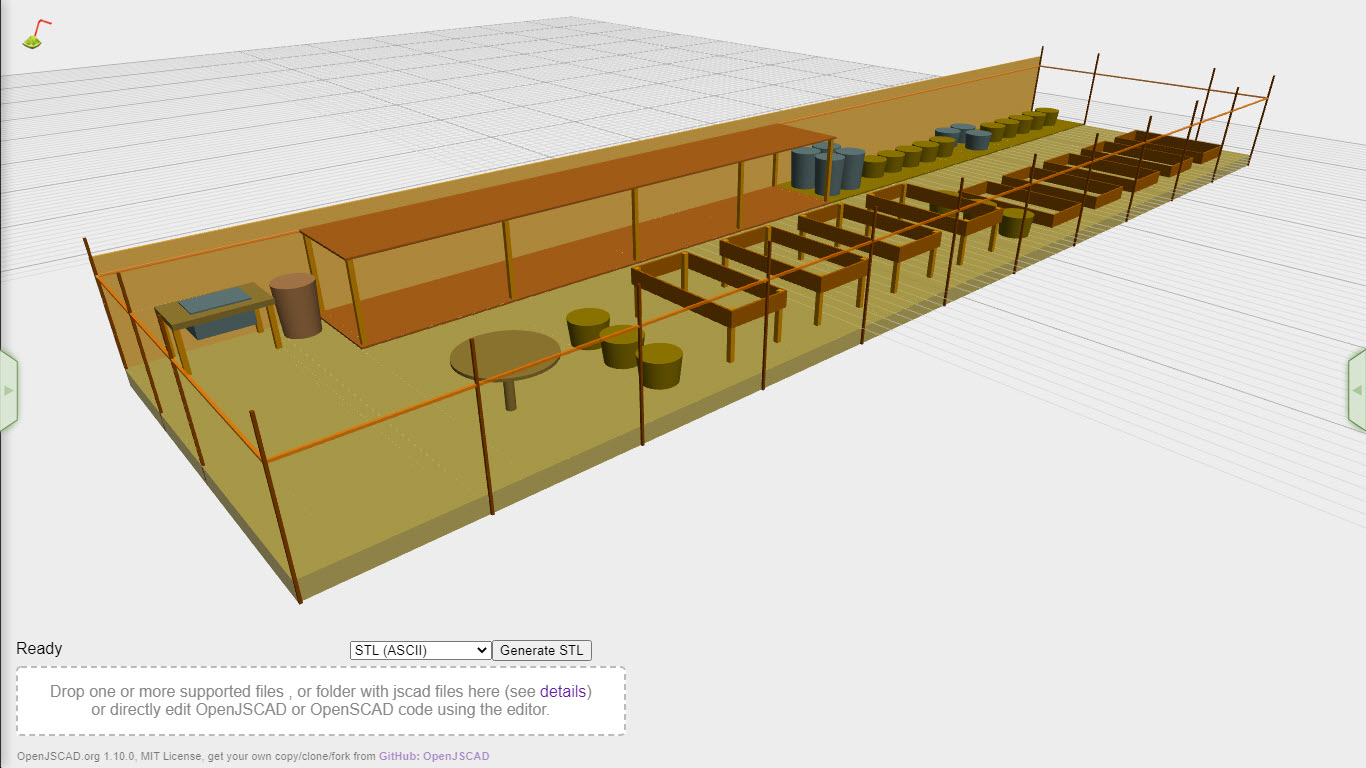 Ready
STL (ASCII)
Generate STL
Drop one or more supported files , or folder with jscad files here (see details)
or directly edit OpenJSCAD or OpenSCAD code using the editor.
OpenJSCAD.org 1.10.0, MIT License, get your own copy/clone/fork from GitHub: OpenJSCAD